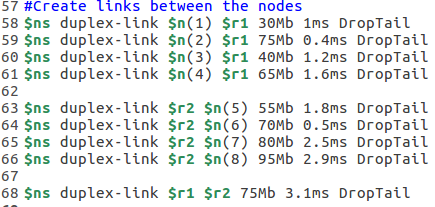 57 #Create links between the nodes
58 $ns duplex-link $n(1) $r1 30Mb 1ms DropTail
59 $ns duplex-link $n(2) $r1 75Mb 0.4ms DropTail
60 $ns duplex-link $n(3) $r1 40Mb 1.2ms DropTail
61 $ns duplex-link $n(4) $r1 65Mb 1.6ms DropTail
62
63 $ns duplex-link $r2 $n(5) 55Mb 1.8ms DropTail
64 $ns duplex-link $r2 $n(6) 70Mb 0.5ms DropTail
65 $ns duplex-link $r2 $n(7) 80Mb 2.5ms DropTail
66 $ns duplex-link $r2 $n(8) 95Mb 2.9ms DropTail
67
68 $ns duplex-link $r1 $r2 75Mb 3.1ms DropTail